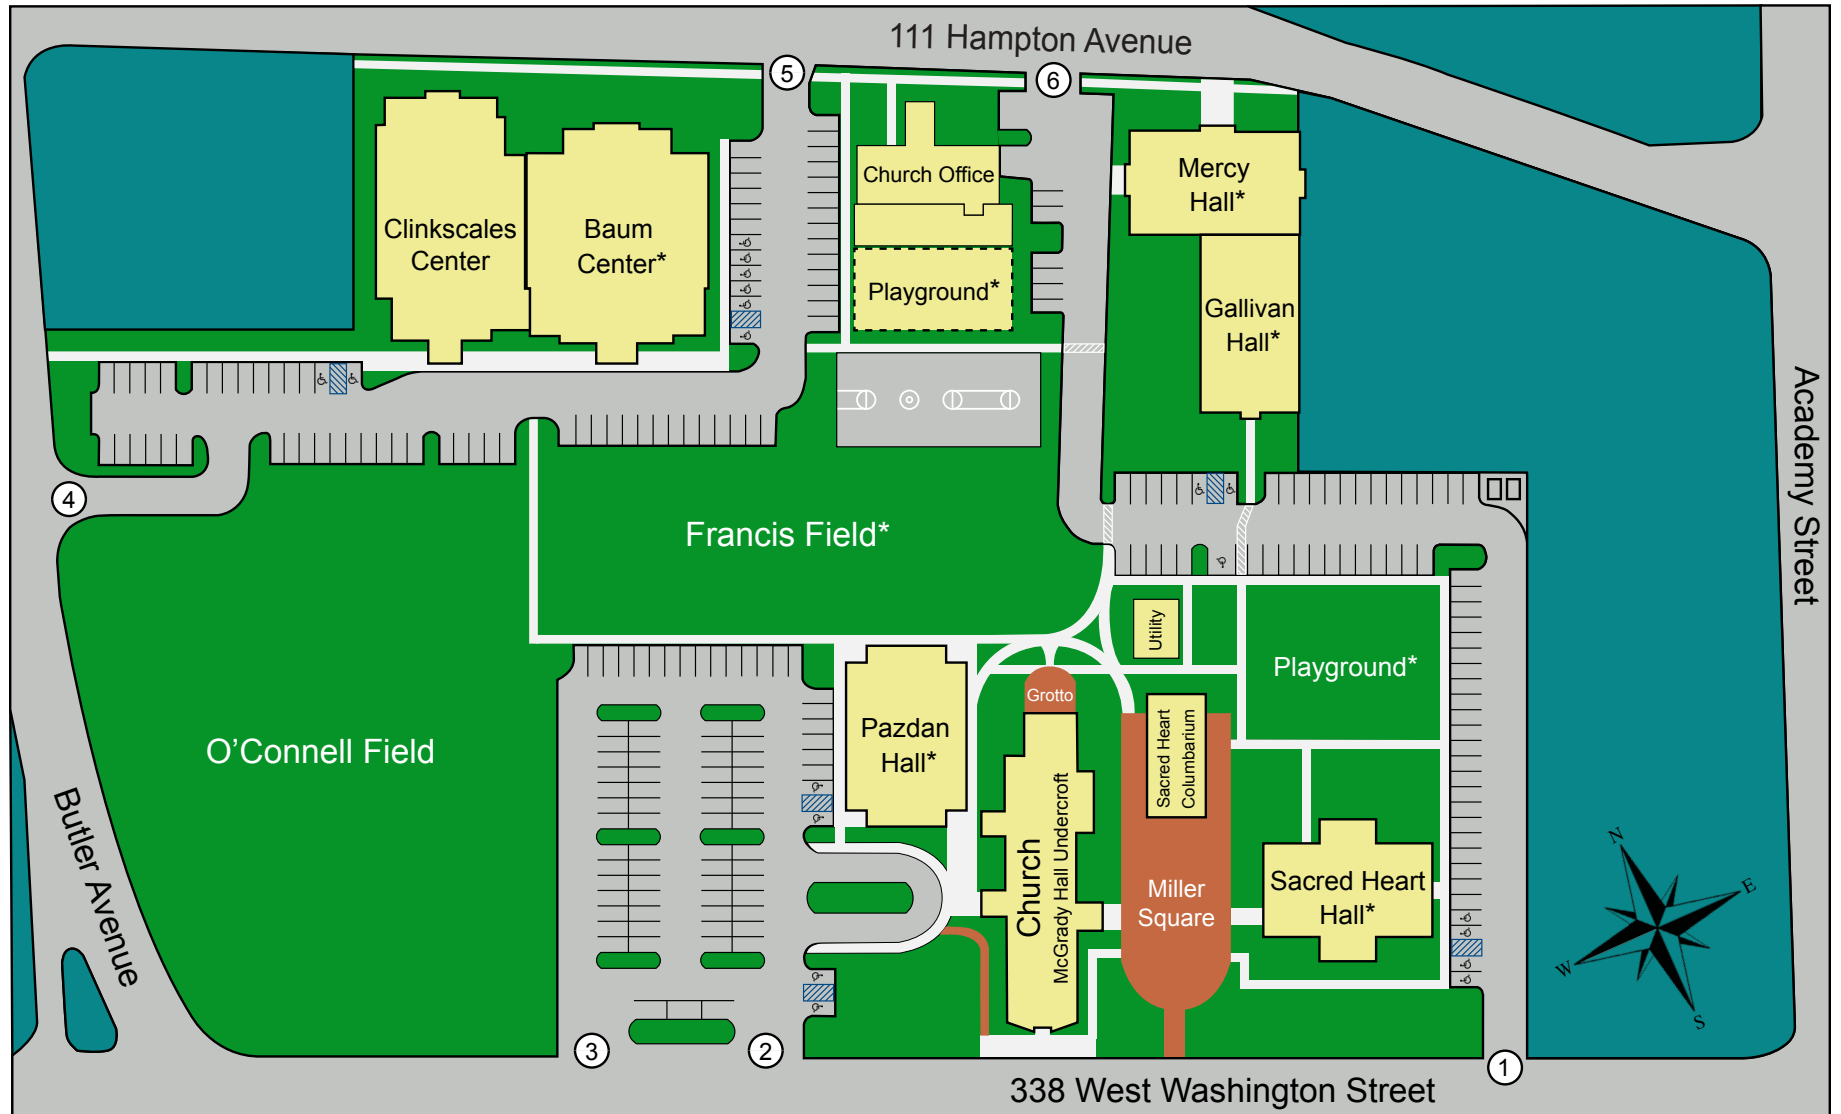 111 Hampton Avenue
5
6
Clinkscales
Center
Baum
Center*
Church Office
Playground*
Mercy
Hall*
Gallivan
Hall*
Academy Street
4
Francis Field*
Utility
Playground*
O'Connell Field
Pazdan
Hall*
Grotto
Sacred Heart
Columbarium
Church
McGrady Hall Undercroft
Miller
Square
Sacred Heart
Hall*
Butler Avenue
N
E
W
S
3
2
1
338 West Washington Street